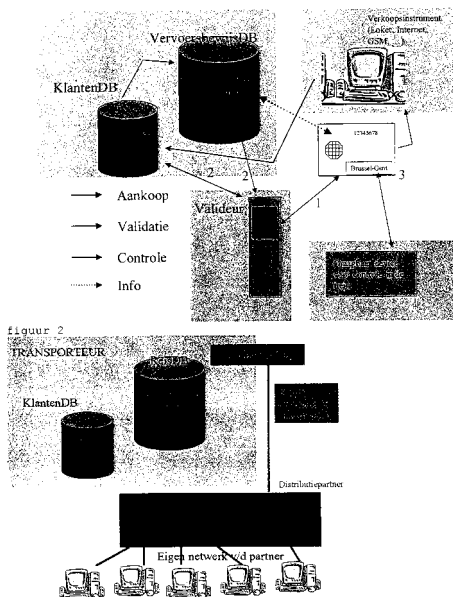 VervoersbewijsDB
Verkoopsinstrument
(Loket, Internet,
GSM, ...)
KlantenDB
12345678
Brussel-Gent
3
2
2
1
Aankoop
Valideur
Validatie
Controle
Info
figuur 2
TRANSPORTEUR
KlantenDB
Distributiepartner
Eigen netwerk v/d partner